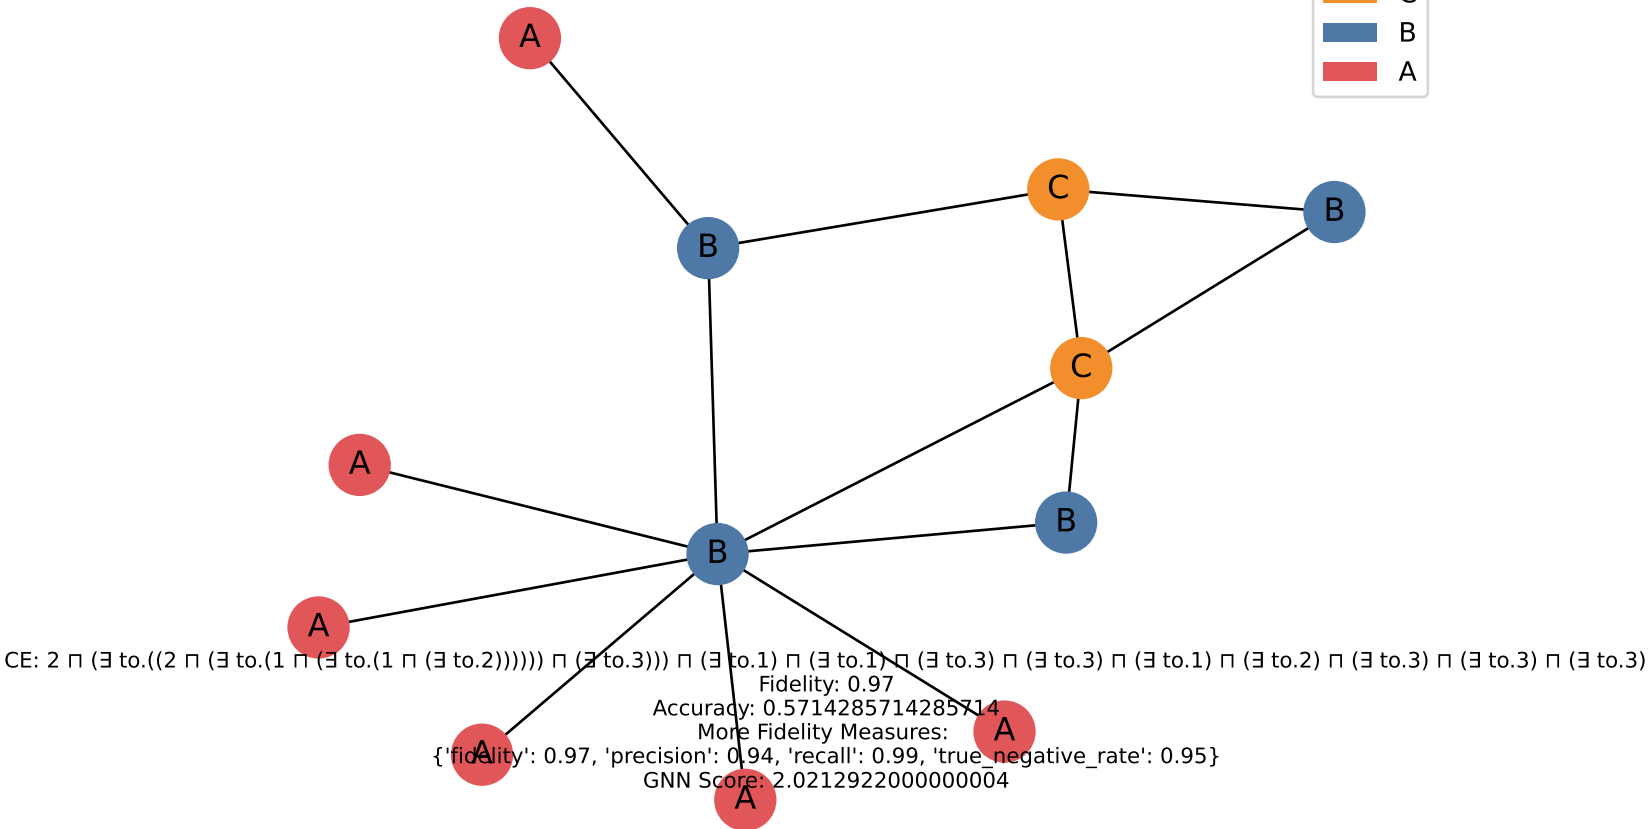 A
C
B
A
C
B
B
C
A
B
B
A
CE: 2 ⊓ (∃ to.((2 ⊓ (∃ to.(1 ⊓ (∃ to.(1 ⊓ (∃ to.2)))))) ⊓ (∃ to.3))) ⊓ (∃ to.1) ⊓ (∃ to.1) ⊓ (∃ to.3) ⊓ (∃ to.3) ⊓ (∃ to.1) ⊓ (∃ to.2) ⊓ (∃ to.3) ⊓ (∃ to.3) ⊓ (∃ to.3)
Fidelity: 0.97
Accuracy: 0.5714285714285714
More Fidelity Measures:
A
A
{'fidelity': 0.97, 'precision': 0.94, 'recall': 0.99, 'true_negative_rate': 0.95}
GNN Score: 2.0212922000000004
A